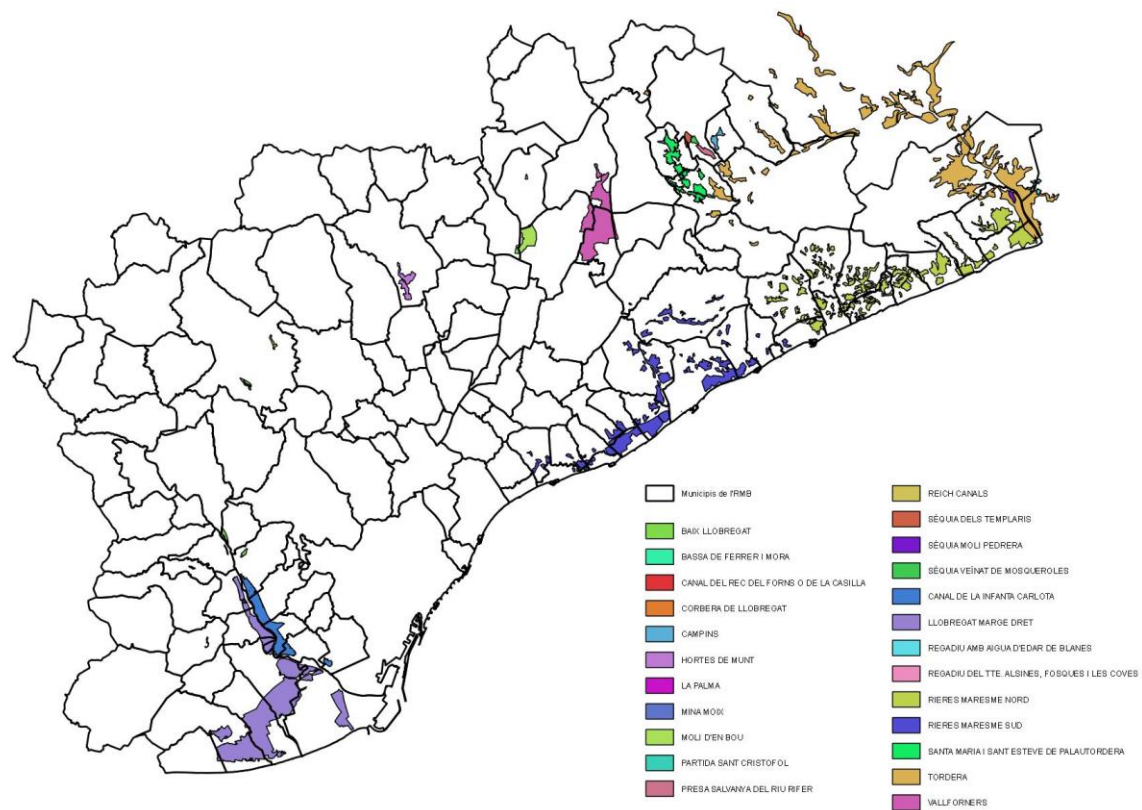 Municipis de l'RMB
BAIX LLOBREGAT
BASSA DE FERRER I MORA
CANAL DEL REC DEL FORNS O DE LA CASILLA
CORBERA DE LLOBREGAT
CAMPINS
HORTES DE MUNT
LA PALMA
MINA MOIX
MOLI D'EN BOU
PARTIDA SANT CRISTOFOL
PRESA SALVANYA DEL RIU RIFER
REICH CANALS
SÈQUIA DELS TEMPLARIS
SÈQUIA MOLI PEDRERA
SÈQUIA VEÏNAT DE MOSQUEROLES
CANAL DE LA INFANTA CARLOTA
LLOBREGAT MARGE DRET
REGADIU AMB AIGUA D'EDAR DE BLANES
REGADIU DEL TTE. ALSINES, FOSQUES I LES COVES
RIERES MARESME NORD
RIERES MARESME SUD
SANTA MARIA I SANT ESTEVE DE PALAUTORDERA
TORDERA
VALLFORNERS